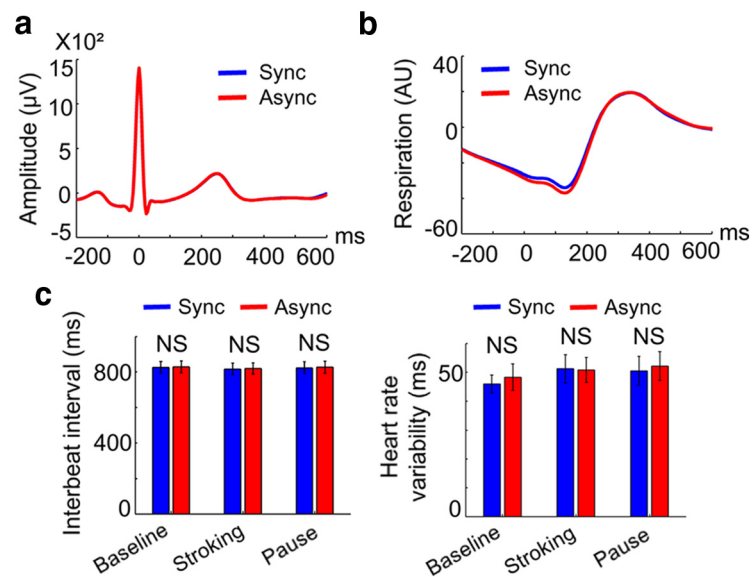 a
X10²
Amplitude (µV)
15
10
5
0
-5
-200
0
200
400
600
ms
Sync
Async
b
Respiration (AU)
40
0
-60
-200
0
200
400
600
ms
Sync
Async
c
Sync
Async
Interbeat interval (ms)
800
400
0
NS
NS
NS
Baseline
Stroking
Pause
Sync
Async
Heart rate
variability (ms)
50
0
NS
NS
NS
Baseline
Stroking
Pause